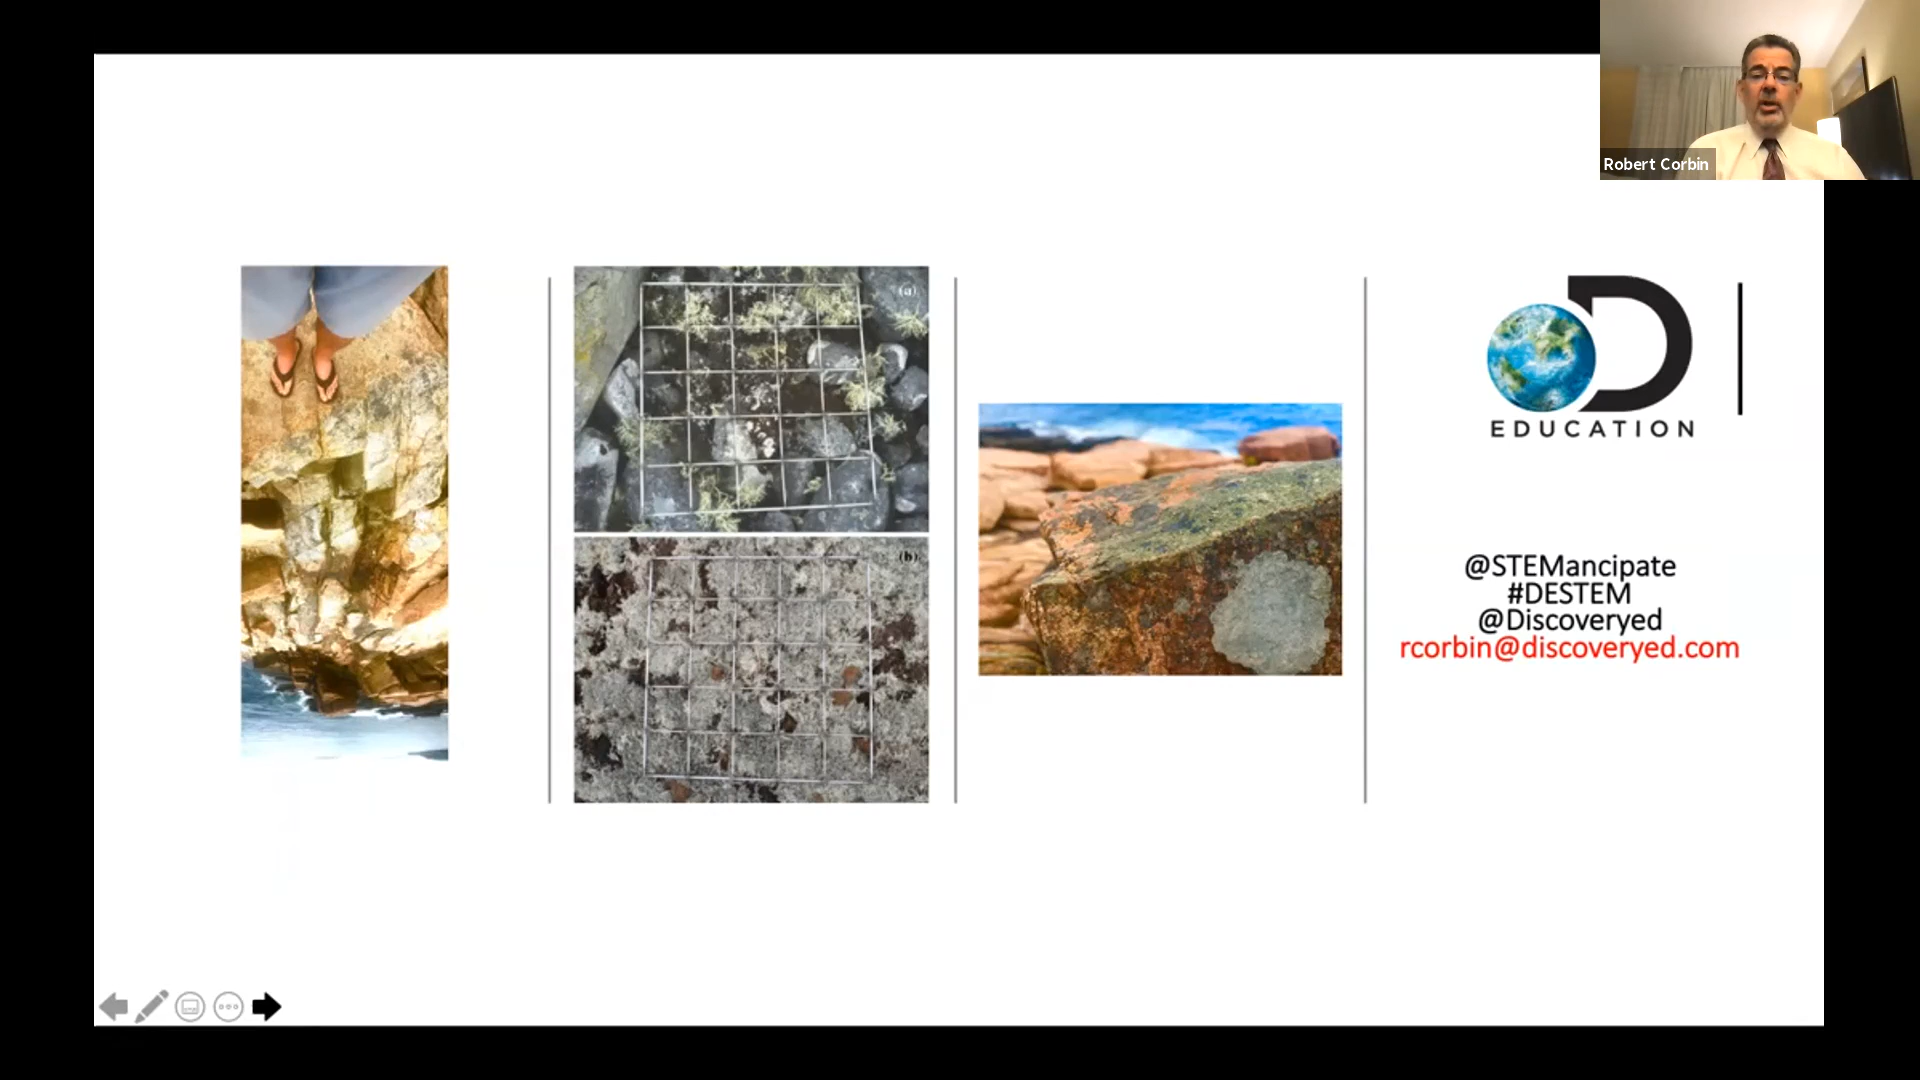 Robert Corbin
(a)
(b)
EDUCATION
@STEMancipate
#DESTEM
@Discoveryed
rcorbin@discoveryed.com